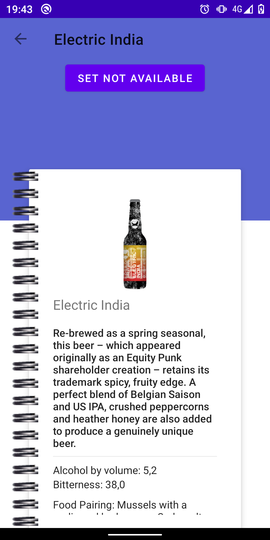 19:43 4G
Electric India
SET NOT AVAILABLE
Electric India
Re-brewed as a spring seasonal,
this beer – which appeared
originally as an Equity Punk
shareholder creation – retains its
trademark spicy, fruity edge. A
perfect blend of Belgian Saison
and US IPA, crushed peppercorns
and heather honey are also added
to produce a genuinely unique
beer.
Alcohol by volume: 5,2
Bitterness: 38,0
Food Pairing: Mussels with a